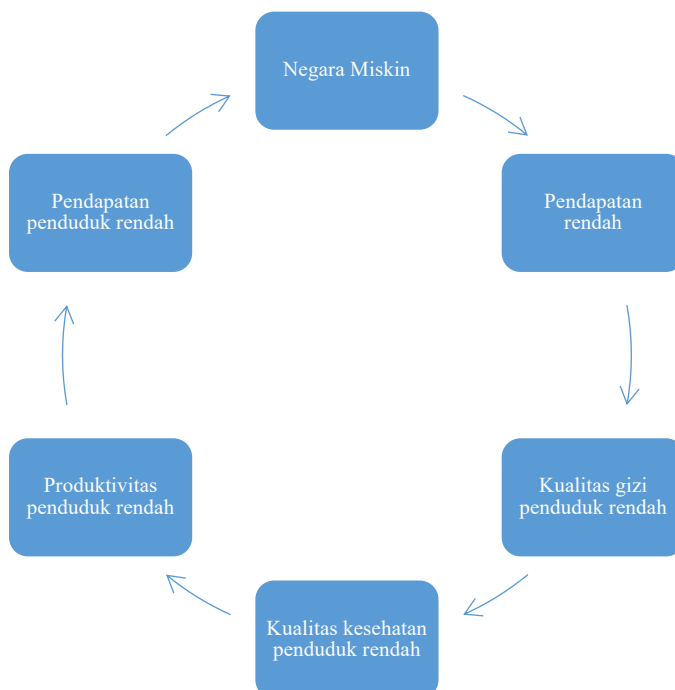 Negara Miskin
Pendapatan
rendah
Kualitas gizi
penduduk rendah
Kualitas kesehatan
penduduk rendah
Produktivitas
penduduk rendah
Pendapatan
penduduk rendah